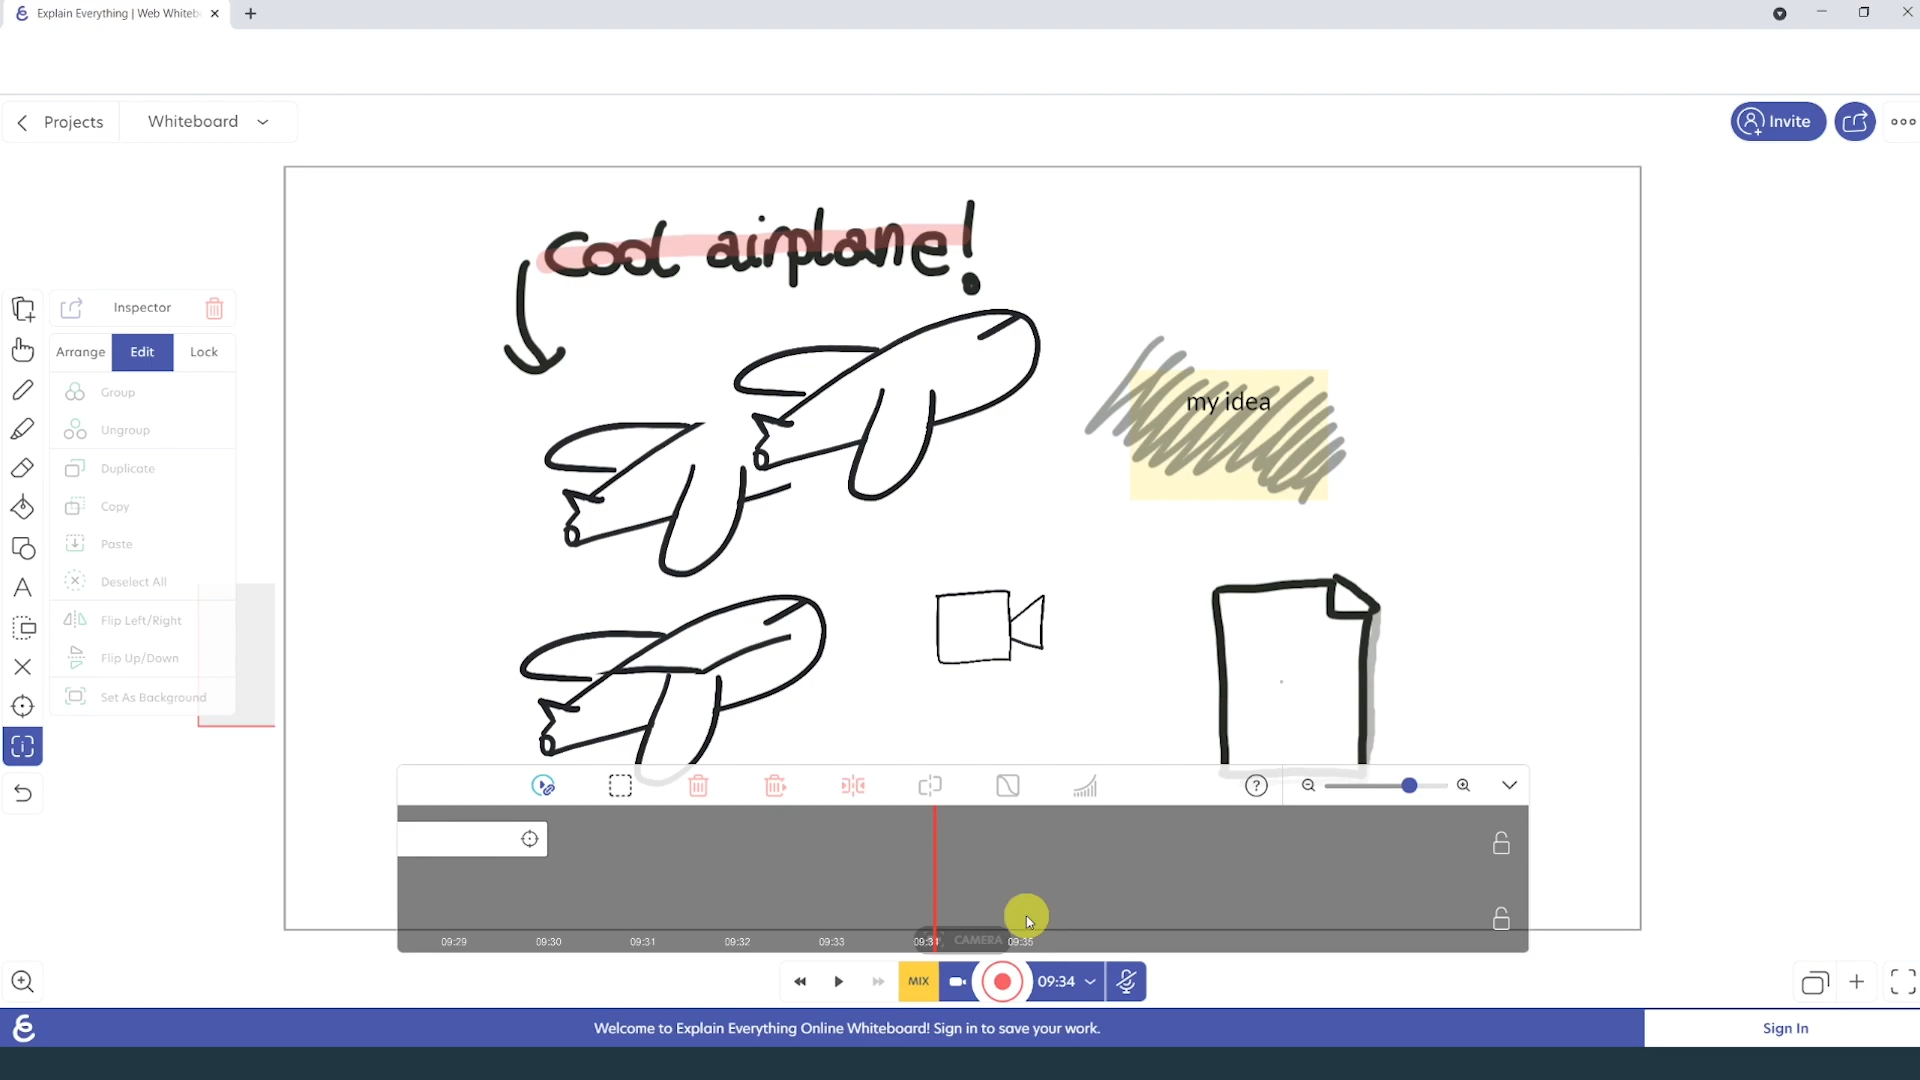 Explain Everything | Web Whiteb
Projects
Whiteboard
Invite
cool airplane!
my idea
Inspector
Arrange
Edit
Lock
Group
Ungroup
Duplicate
Copy
Paste
Deselect All
Flip Left/Right
Flip Up/Down
Set As Background
09:29
09:30
09:31
09:32
09:33
09:34
CAMERA
09:35
MIX
09:34
Welcome to Explain Everything Online Whiteboard! Sign in to save your work.
Sign In